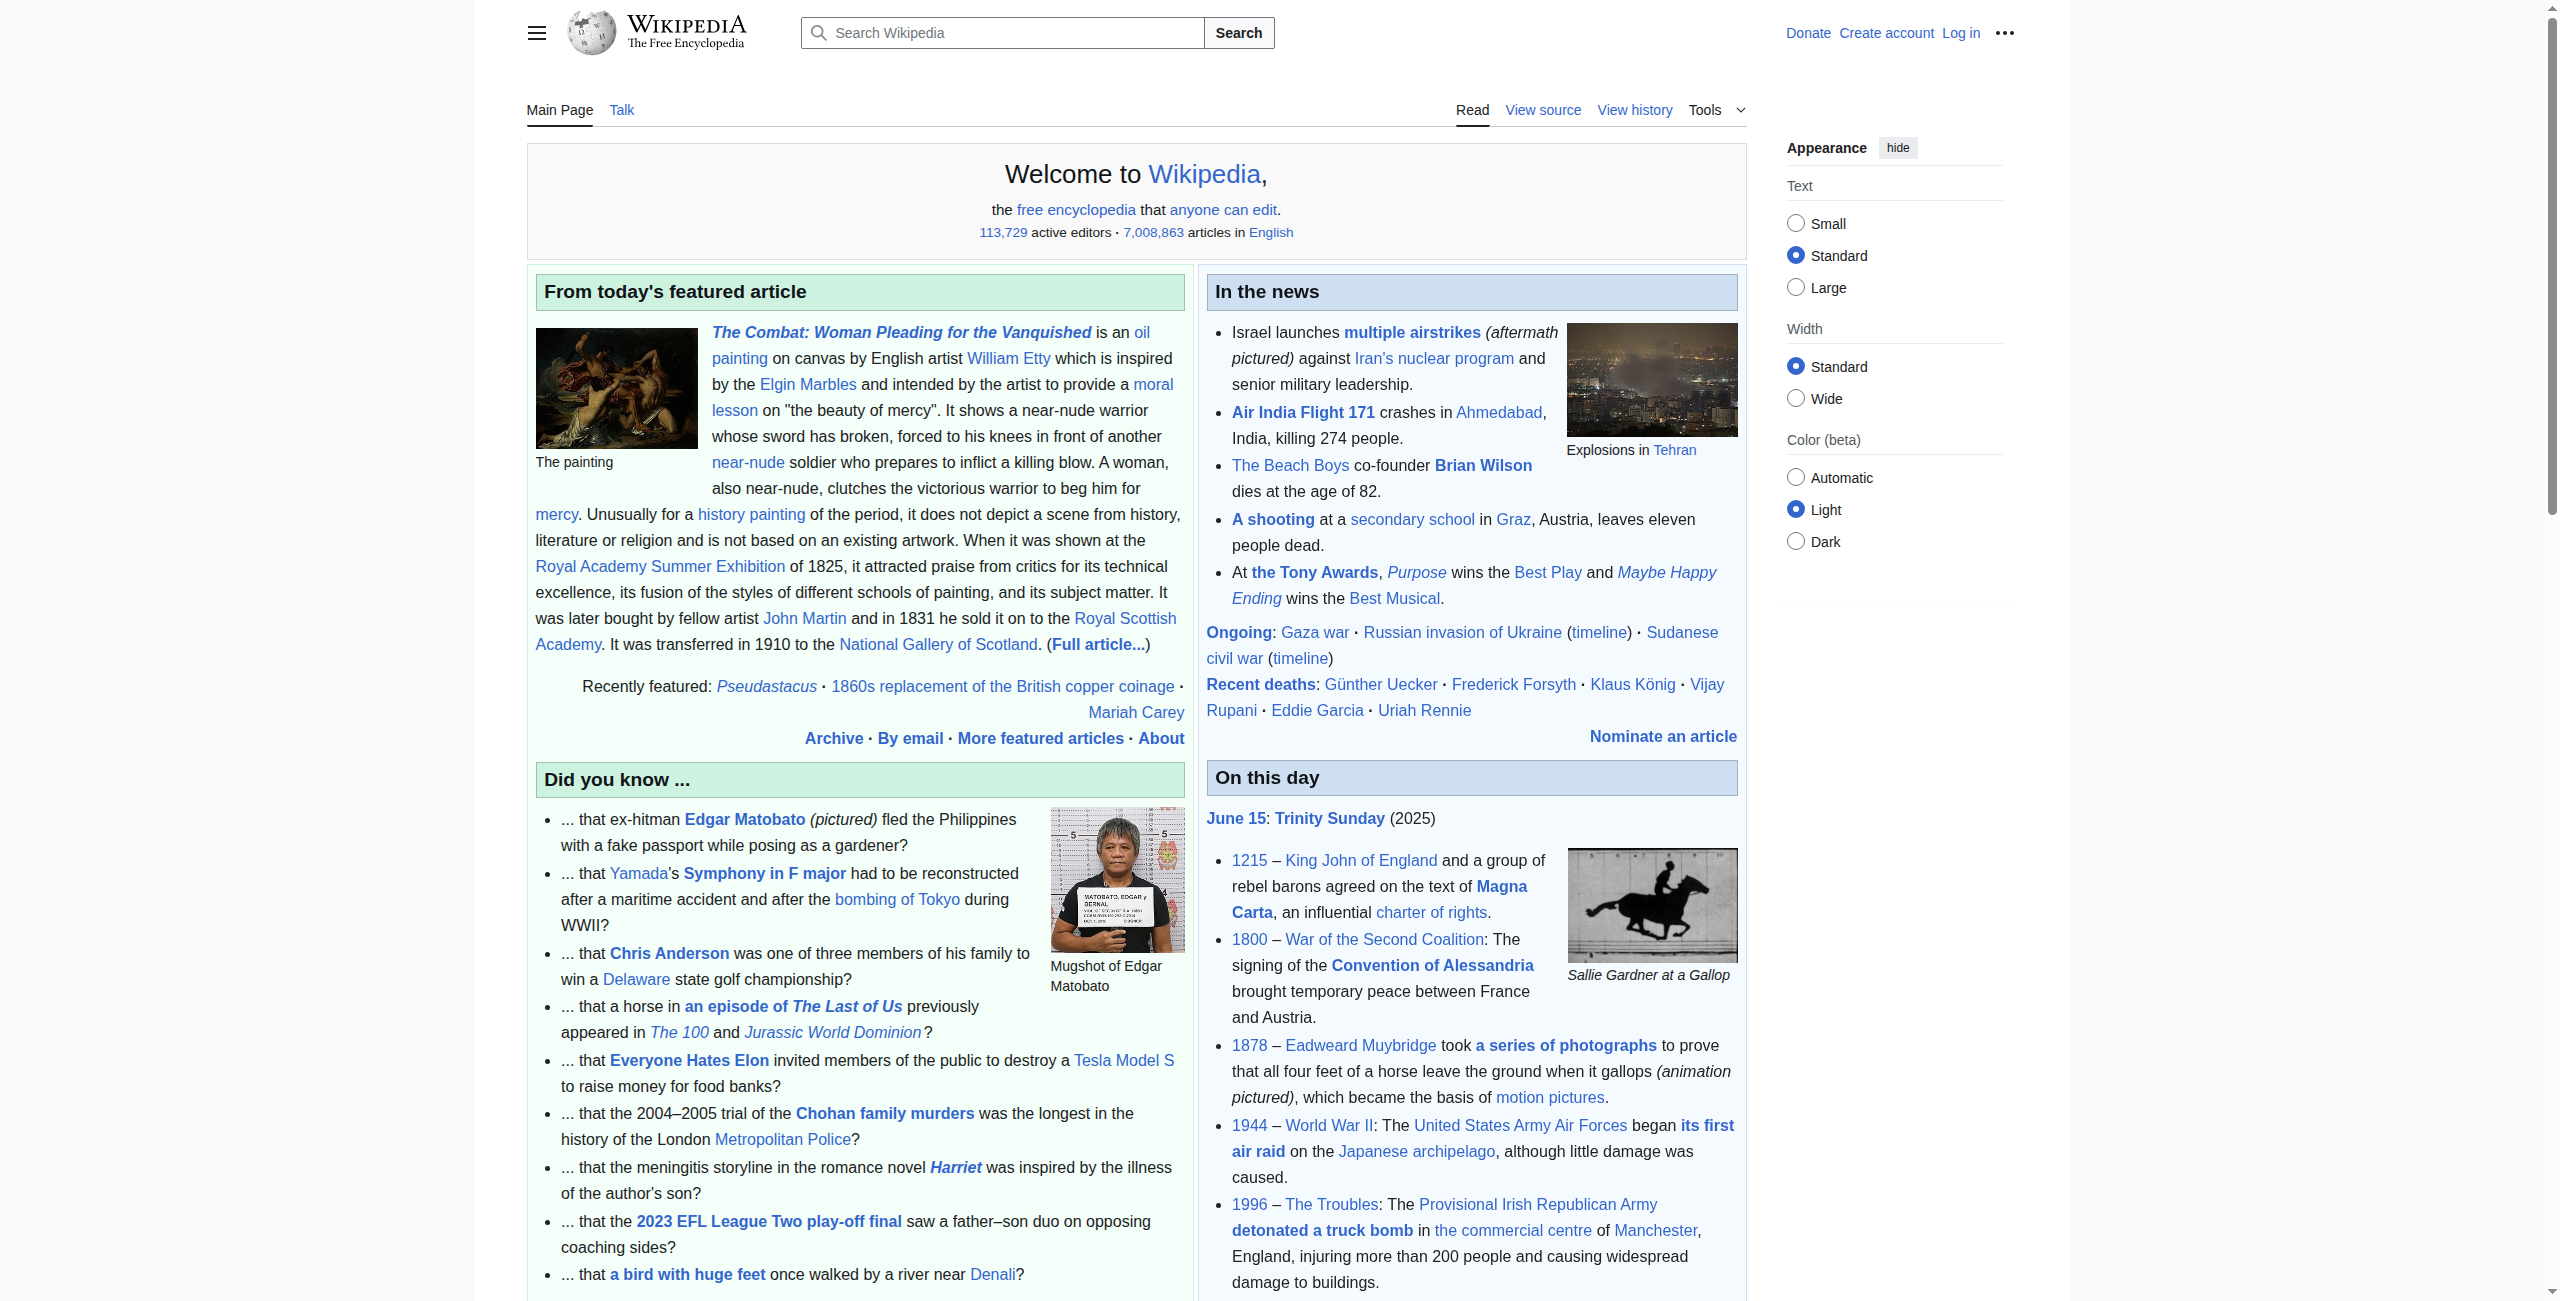 WIKIPEDIA
The Free Encyclopedia
Search Wikipedia
Search
Donate Create account Log in
Main Page Talk
Read View source View history Tools
Welcome to Wikipedia,
the free encyclopedia that anyone can edit.
113,729 active editors · 7,008,863 articles in English
From today's featured article
The Combat: Woman Pleading for the Vanquished is an oil
painting on canvas by English artist William Etty which is inspired
by the Elgin Marbles and intended by the artist to provide a moral
lesson on "the beauty of mercy". It shows a near-nude warrior
whose sword has broken, forced to his knees in front of another
near-nude soldier who prepares to inflict a killing blow. A woman,
also near-nude, clutches the victorious warrior to beg him for
The painting
mercy. Unusually for a history painting of the period, it does not depict a scene from history,
literature or religion and is not based on an existing artwork. When it was shown at the
Royal Academy Summer Exhibition of 1825, it attracted praise from critics for its technical
excellence, its fusion of the styles of different schools of painting, and its subject matter. It
was later bought by fellow artist John Martin and in 1831 he sold it on to the Royal Scottish
Academy. It was transferred in 1910 to the National Gallery of Scotland. (Full article...)
Recently featured: Pseudastacus · 1860s replacement of the British copper coinage ·
Mariah Carey
Archive · By email · More featured articles · About
Did you know ...
... that ex-hitman Edgar Matobato (pictured) fled the Philippines
with a fake passport while posing as a gardener?
... that Yamada's Symphony in F major had to be reconstructed
after a maritime accident and after the bombing of Tokyo during
WWII?
... that Chris Anderson was one of three members of his family to
win a Delaware state golf championship?
... that a horse in an episode of The Last of Us previously
appeared in The 100 and Jurassic World Dominion?
MATOBATO, EDGAR y
BERNAL
Mugshot of Edgar
Matobato
... that Everyone Hates Elon invited members of the public to destroy a Tesla Model S
to raise money for food banks?
... that the 2004–2005 trial of the Chohan family murders was the longest in the
history of the London Metropolitan Police?
... that the meningitis storyline in the romance novel Harriet was inspired by the illness
of the author's son?
... that the 2023 EFL League Two play-off final saw a father–son duo on opposing
coaching sides?
... that a bird with huge feet once walked by a river near Denali?
In the news
Israel launches multiple airstrikes (aftermath
pictured) against Iran's nuclear program and
senior military leadership.
Air India Flight 171 crashes in Ahmedabad,
India, killing 274 people.
The Beach Boys co-founder Brian Wilson
dies at the age of 82.
Explosions in Tehran
A shooting at a secondary school in Graz, Austria, leaves eleven
people dead.
At the Tony Awards, Purpose wins the Best Play and Maybe Happy
Ending wins the Best Musical.
Ongoing: Gaza war · Russian invasion of Ukraine (timeline) · Sudanese
civil war (timeline)
Recent deaths: Günther Uecker · Frederick Forsyth · Klaus König · Vijay
Rupani · Eddie Garcia · Uriah Rennie
Nominate an article
On this day
June 15: Trinity Sunday (2025)
1215 – King John of England and a group of
rebel barons agreed on the text of Magna
Carta, an influential charter of rights.
1800 – War of the Second Coalition: The
signing of the Convention of Alessandria
brought temporary peace between France
and Austria.
Sallie Gardner at a Gallop
1878 – Eadweard Muybridge took a series of photographs to prove
that all four feet of a horse leave the ground when it gallops (animation
pictured), which became the basis of motion pictures.
1944 – World War II: The United States Army Air Forces began its first
air raid on the Japanese archipelago, although little damage was
caused.
1996 – The Troubles: The Provisional Irish Republican Army
detonated a truck bomb in the commercial centre of Manchester,
England, injuring more than 200 people and causing widespread
damage to buildings.
Appearance hide
Text
Small
Standard
Large
Width
Standard
Wide
Color (beta)
Automatic
Light
Dark